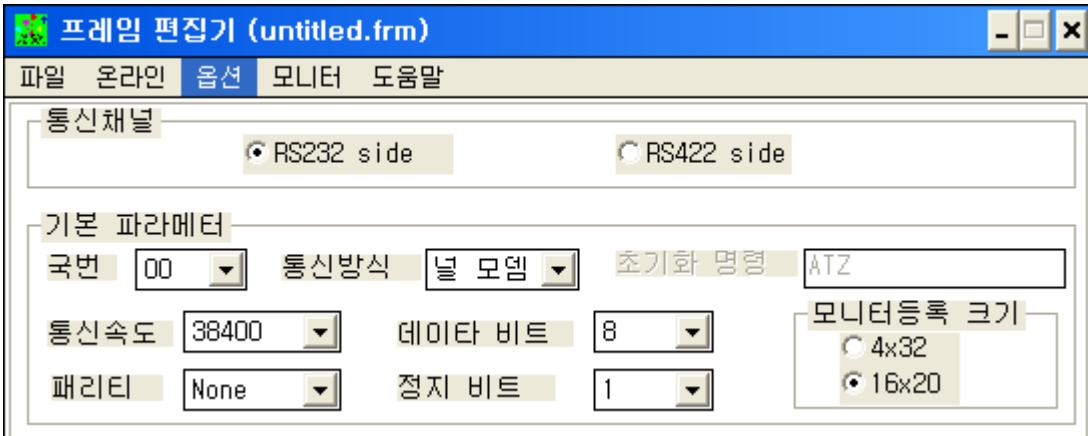 프레임 편집기 (untitled.frm)
파일 온라인 옵션 모니터 도움말
통신채널
RS232 side RS422 side
기본 파라메터
국번 00 통신방식 널 모뎀 초기화 명령 ATZ
모니터등록 크기
통신속도 38400 데이타 비트 8 4x32
패리티 None 정지 비트 1 16x20